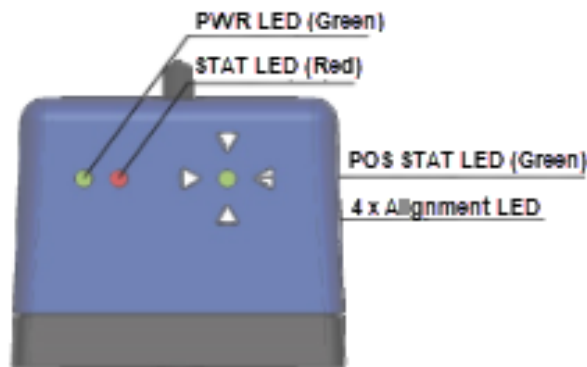 PWR LED (Green)
STAT LED (Red)
POS STAT LED (Green)
4 x Alignment LED